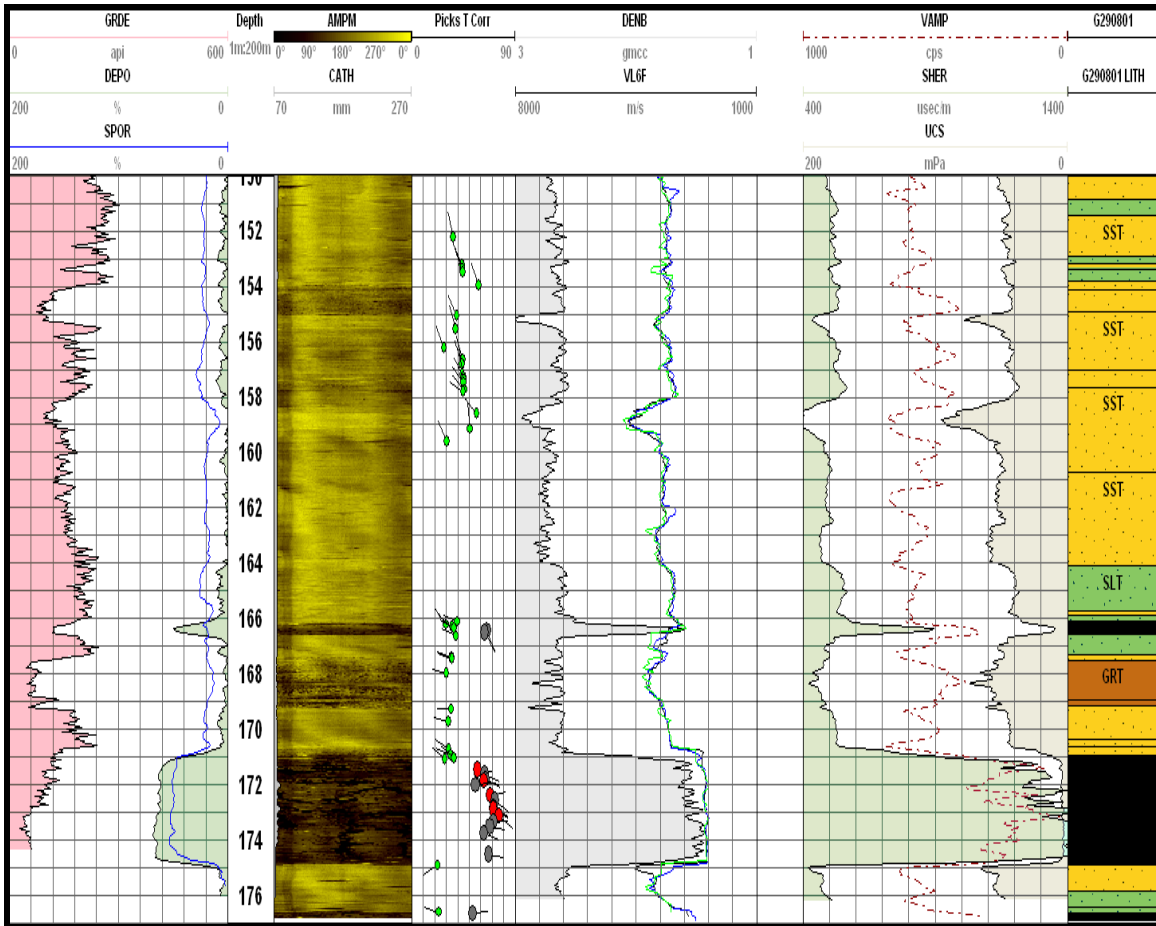 GRDE Depth AMPM Picks T Corr DENB VAMP G290801
0 api 600 1m:200m 0° 90° 180° 270° 0° 0 90 3 gmcc 1 1000 cps 0
DEPO CATH VL6F SHER G290801 LITH
200 % 0 70 mm 270 8000 m/s 1000 400 usec/m 1400
SPOR UCS
200 % 0 200 mPa 0
150
152
SST
154
156
SST
158
SST
160
162
SST
164
SLT
166
168
GRT
170
172
174
176